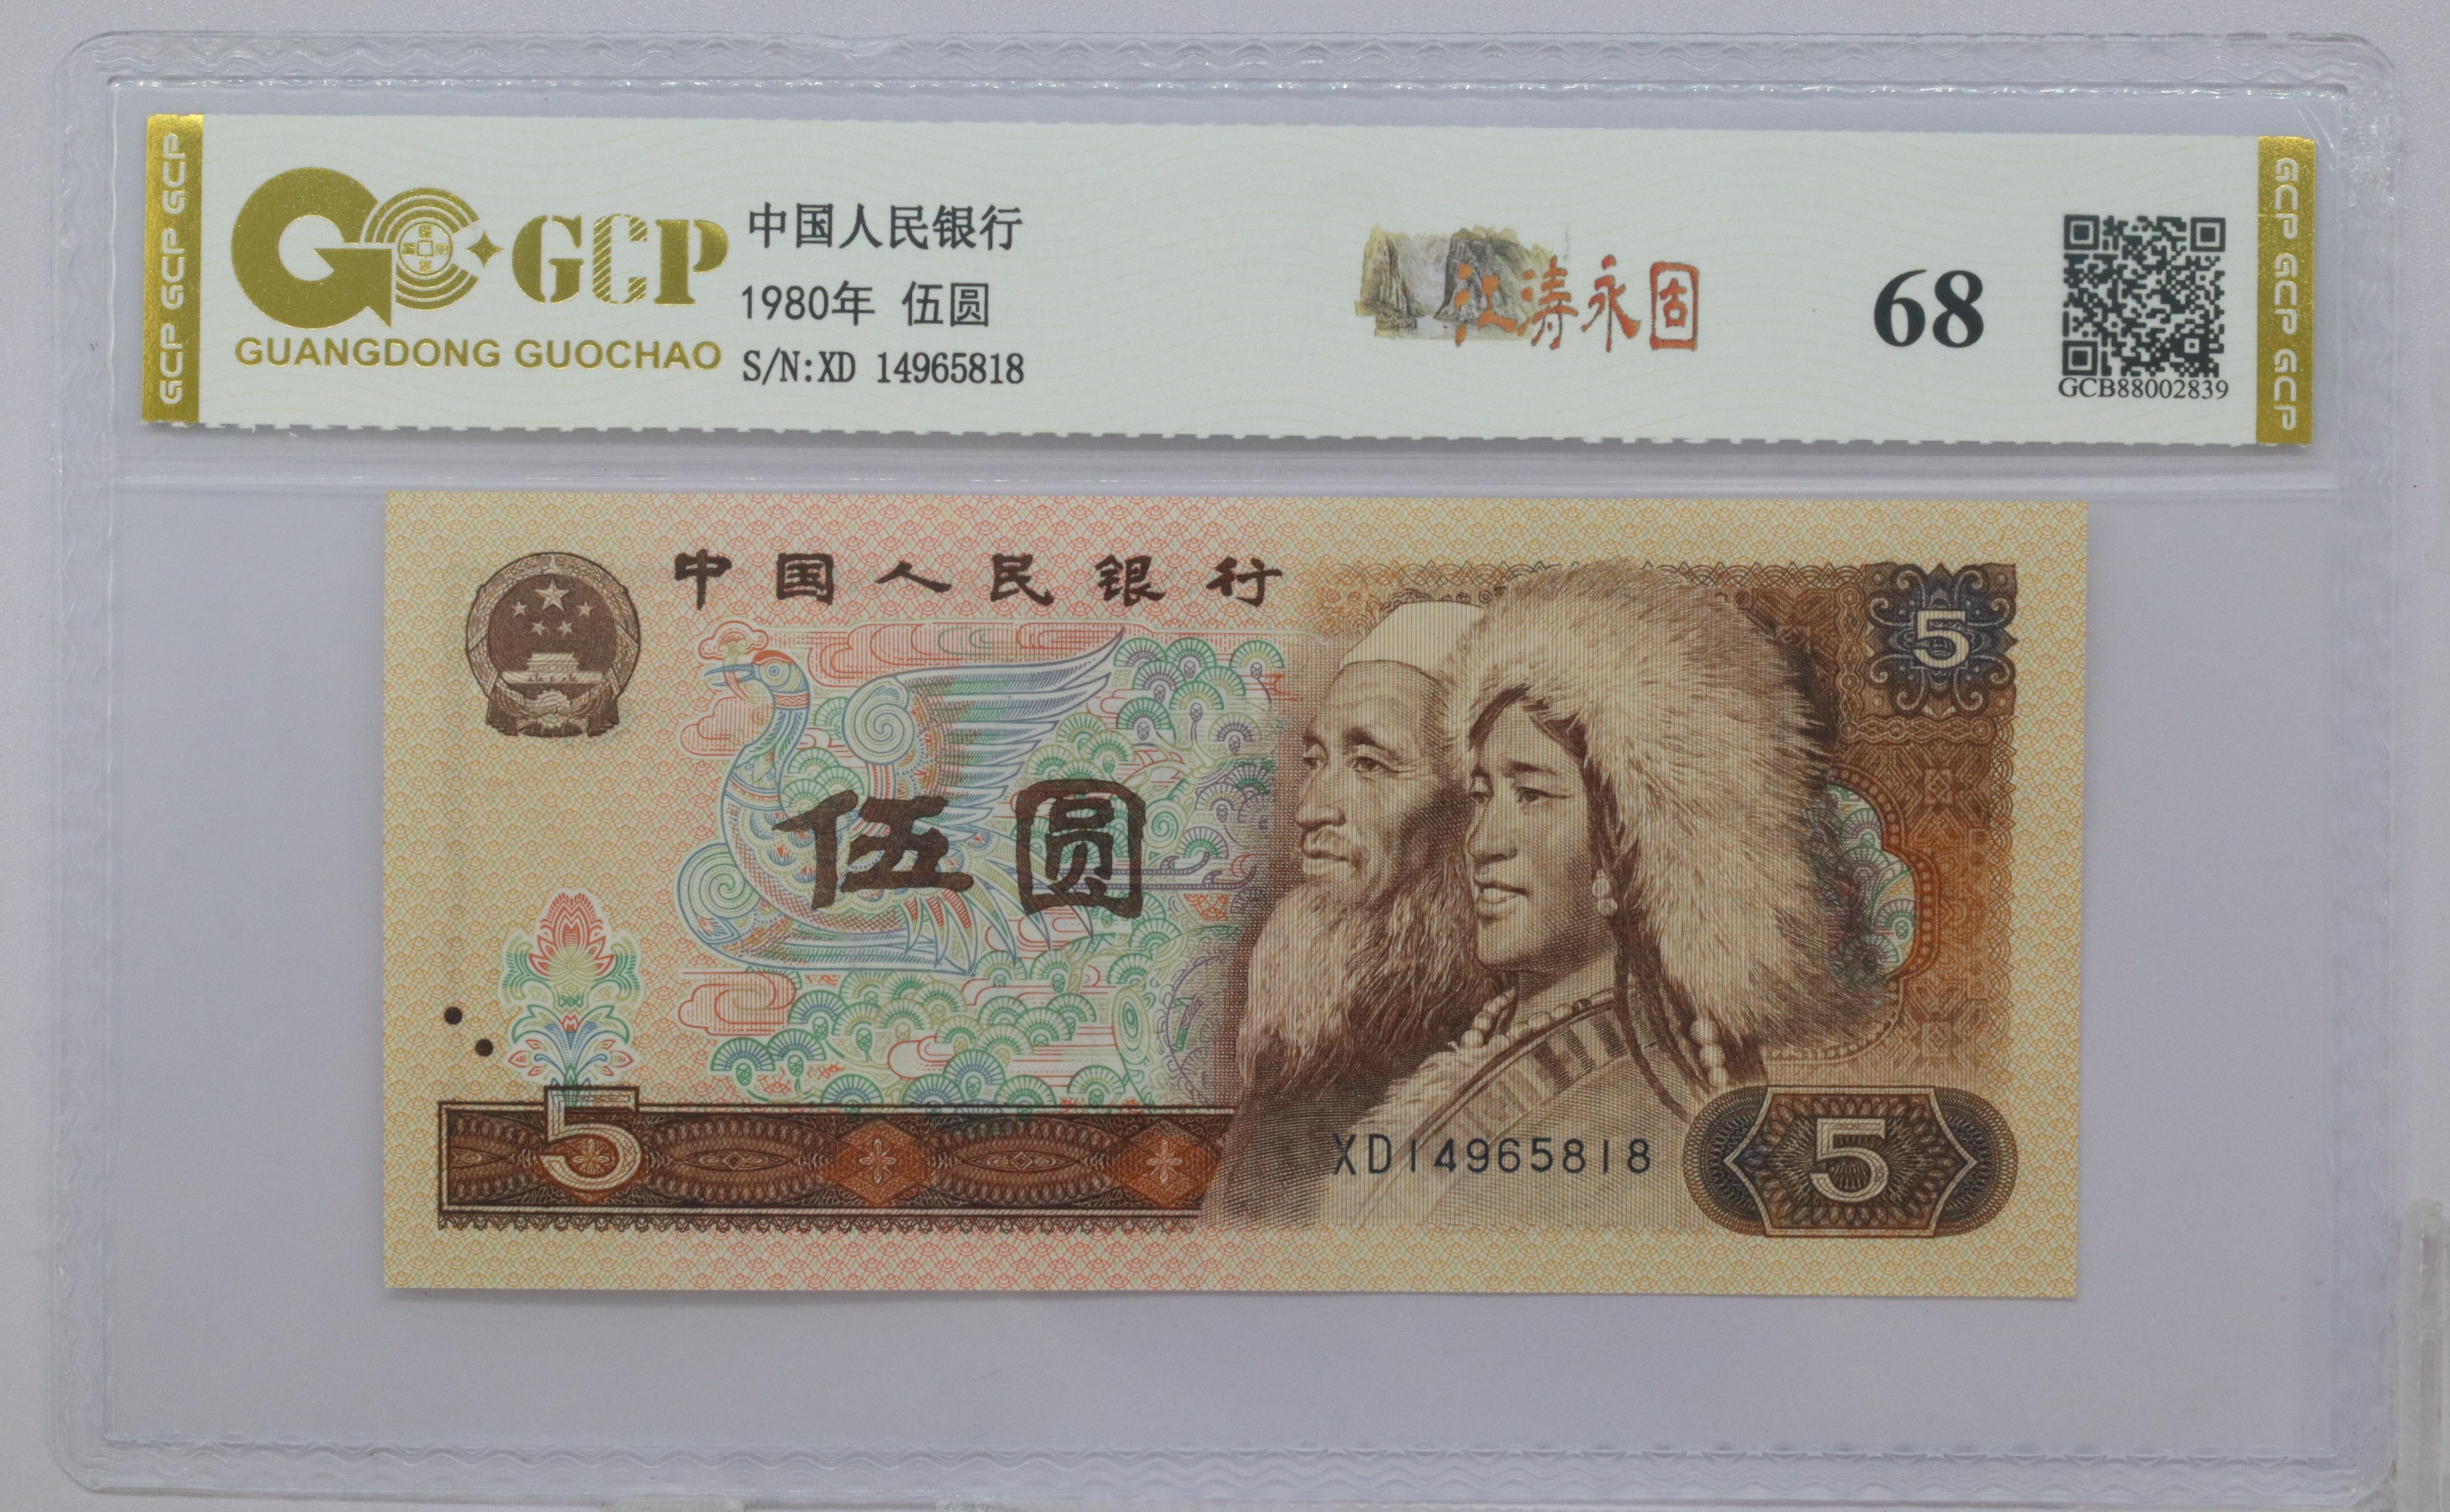 GCP GCP GCP
GCP
GUANGDONG GUOCHAO
中国人民银行
1980年 伍圆
S/N:XD 14965818
江涛永固
68
GCB88002839
GCP GCP GCP
中国人民银行
5
伍圆
5
XD14965818
5